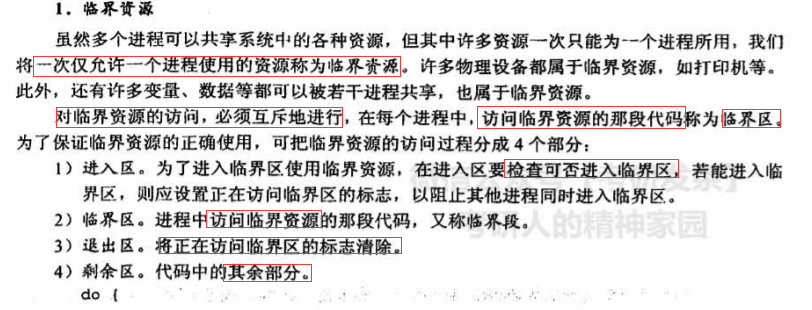 1. 临界资源
虽然多个进程可以共享系统中的各种资源，但其中许多资源一次只能为一个进程所用，我们
将一次仅允许一个进程使用的资源称为临界资源。许多物理设备都属于临界资源，如打印机等。
此外，还有许多变量、数据等都可以被若干进程共享，也属于临界资源。
对临界资源的访问，必须互斥地进行，在每个进程中，访问临界资源的那段代码称为临界区。
为了保证临界资源的正确使用，可把临界资源的访问过程分成 4 个部分：
1）进入区。为了进入临界区使用临界资源，在进入区要检查可否进入临界区，若能进入临
界区，则应设置正在访问临界区的标志，以阻止其他进程同时进入临界区。
2）临界区。进程中访问临界资源的那段代码，又称临界段。
3）退出区。将正在访问临界区的标志清除。
4）剩余区。代码中的其余部分。
do {
人的精神家园